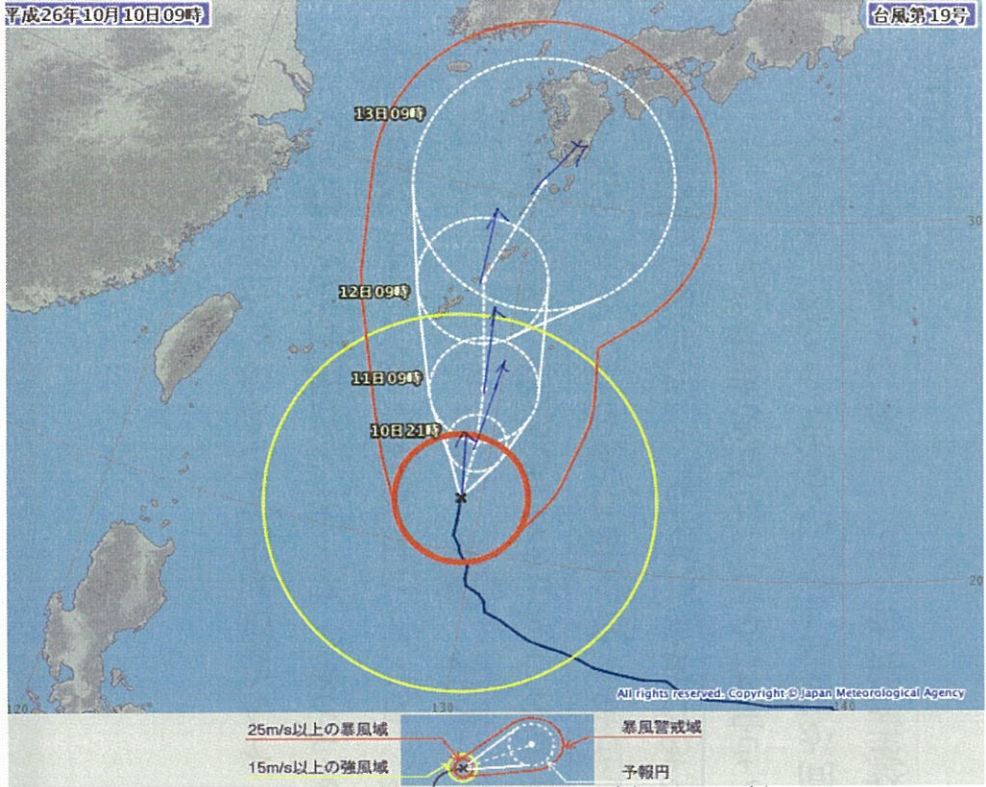 平成26年10月10日09時
台風第19号
13日09時
30
12日09時
11日09時
10日21時
20
All rights reserved. Copyright © Japan Meteorological Agency
120
130
140
25m/s以上の暴風域
暴風警戒域
15m/s以上の強風域
予報円